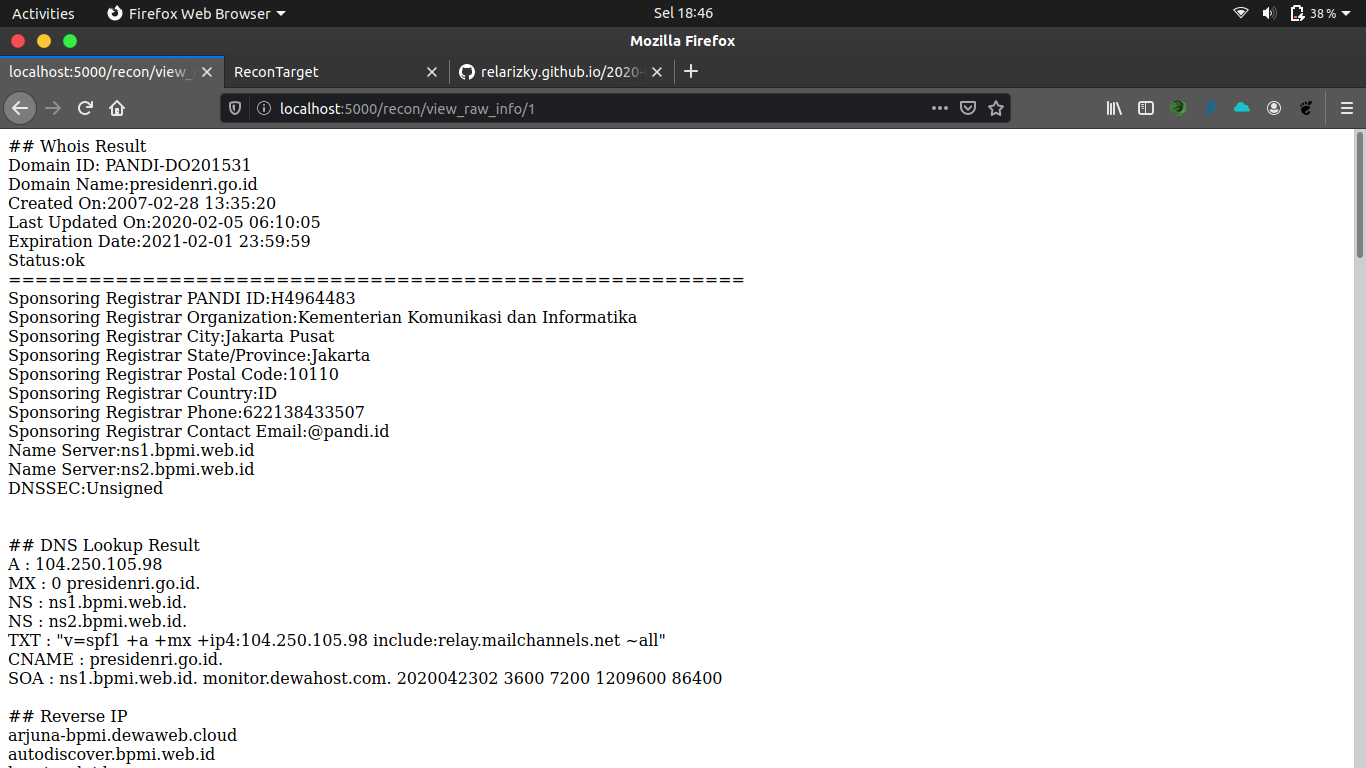 Activities Firefox Web Browser Sel 18:46 38 %
Mozilla Firefox
localhost:5000/recon/view_ ReconTarget relarizky.github.io/2020-
localhost:5000/recon/view_raw_info/1
## Whois Result
Domain ID: PANDI-DO201531
Domain Name:presidenri.go.id
Created On:2007-02-28 13:35:20
Last Updated On:2020-02-05 06:10:05
Expiration Date:2021-02-01 23:59:59
Status:ok
=======================================================
Sponsoring Registrar PANDI ID:H4964483
Sponsoring Registrar Organization:Kementerian Komunikasi dan Informatika
Sponsoring Registrar City:Jakarta Pusat
Sponsoring Registrar State/Province:Jakarta
Sponsoring Registrar Postal Code:10110
Sponsoring Registrar Country:ID
Sponsoring Registrar Phone:622138433507
Sponsoring Registrar Contact Email:@pandi.id
Name Server:ns1.bpmi.web.id
Name Server:ns2.bpmi.web.id
DNSSEC:Unsigned
## DNS Lookup Result
A : 104.250.105.98
MX : 0 presidenri.go.id.
NS : ns1.bpmi.web.id.
NS : ns2.bpmi.web.id.
TXT : "v=spf1 +a +mx +ip4:104.250.105.98 include:relay.mailchannels.net ~all"
CNAME : presidenri.go.id.
SOA : ns1.bpmi.web.id. monitor.dewahost.com. 2020042302 3600 7200 1209600 86400
## Reverse IP
arjuna-bpmi.dewaweb.cloud
autodiscover.bpmi.web.id